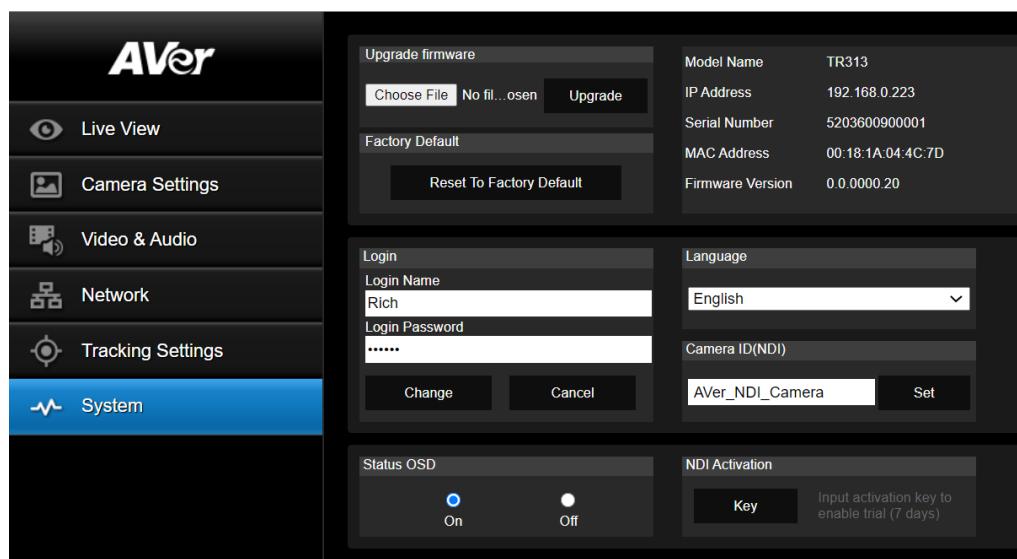 AVer
Live View
Camera Settings
Video & Audio
Network
Tracking Settings
System
Upgrade firmware
Choose File No fil...osen Upgrade
Factory Default
Reset To Factory Default
Model Name TR313
IP Address 192.168.0.223
Serial Number 5203600900001
MAC Address 00:18:1A:04:4C:7D
Firmware Version 0.0.0000.20
Login
Login Name
Rich
Login Password
••••••
Change Cancel
Language
English
Camera ID(NDI)
AVer_NDI_Camera Set
Status OSD
On Off
NDI Activation
Key Input activation key to
enable trial (7 days)